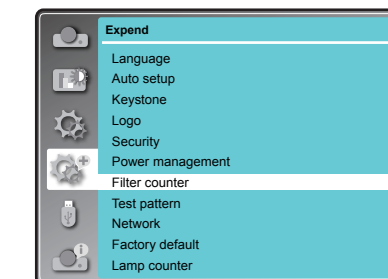 Expend
Language
Auto setup
Keystone
Logo
Security
Power management
Filter counter
Test pattern
Network
Factory default
Lamp counter